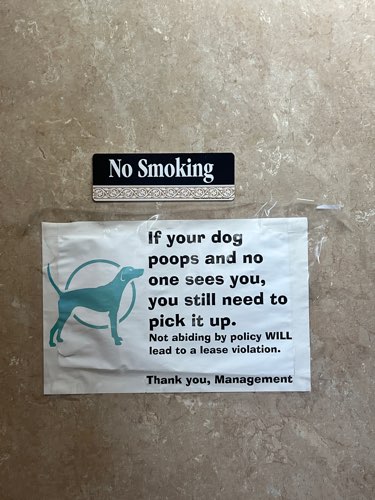 No Smoking
If your dog
poops and no
one sees you,
you still need to
pick it up.
Not abiding by policy WILL
lead to a lease violation.
Thank you, Management